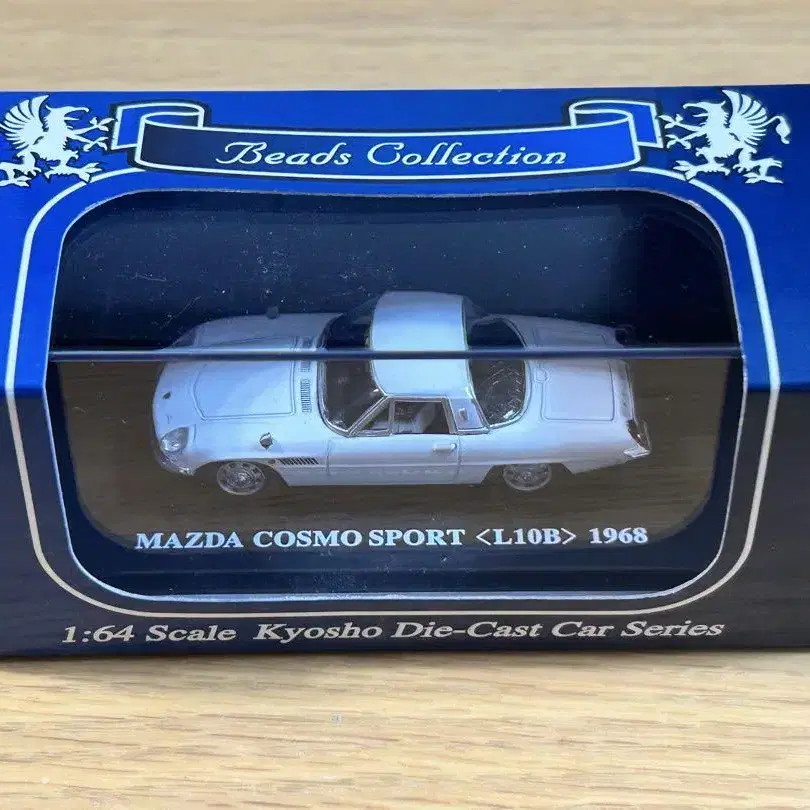 Beads Collection
MAZDA COSMO SPORT <L10B> 1968
1:64 Scale Kyosho Die-Cast Car Series